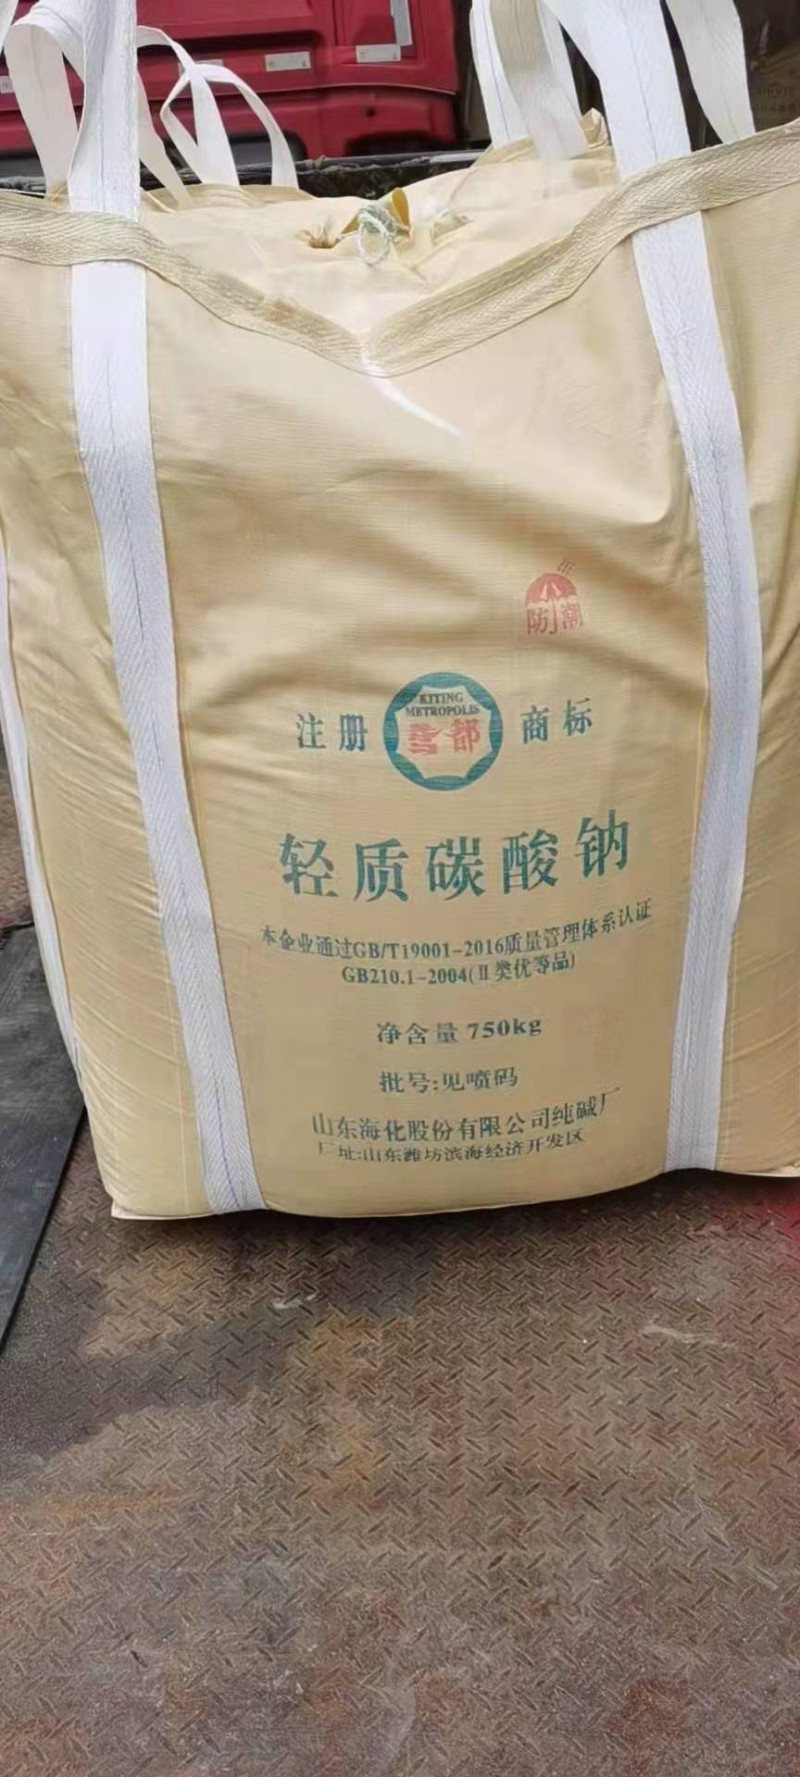 防潮
注册
KITING
METROPOLIS
鸢都
商标
轻质碳酸钠
本企业通过GB/T19001-2016质量管理体系认证
GB210.1-2004(Ⅱ类优等品)
净含量 750kg
批号:见喷码
山东海化股份有限公司纯碱厂
厂址:山东潍坊滨海经济开发区